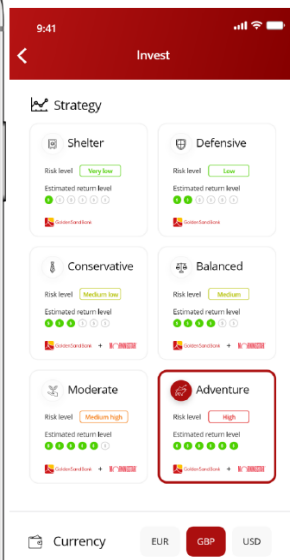 9:41
Invest
Strategy
Shelter
Risk level Very low
Estimated return level
GoldenSandBank
Defensive
Risk level Low
Estimated return level
GoldenSandBank
Conservative
Risk level Medium low
Estimated return level
GoldenSandBank +
Balanced
Risk level Medium
Estimated return level
GoldenSandBank +
Moderate
Risk level Medium high
Estimated return level
GoldenSandBank +
Adventure
Risk level High
Estimated return level
GoldenSandBank +
Currency
EUR GBP USD